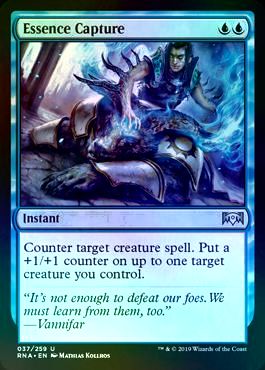 Essence Capture
Instant
Counter target creature spell. Put a
+1/+1 counter on up to one target
creature you control.
"It's not enough to defeat our foes. We
must learn from them, too."
—Vannifar
037/259 U
RNA • EN MATHIAS KOLLROS
™ & © 2019 Wizards of the Coast